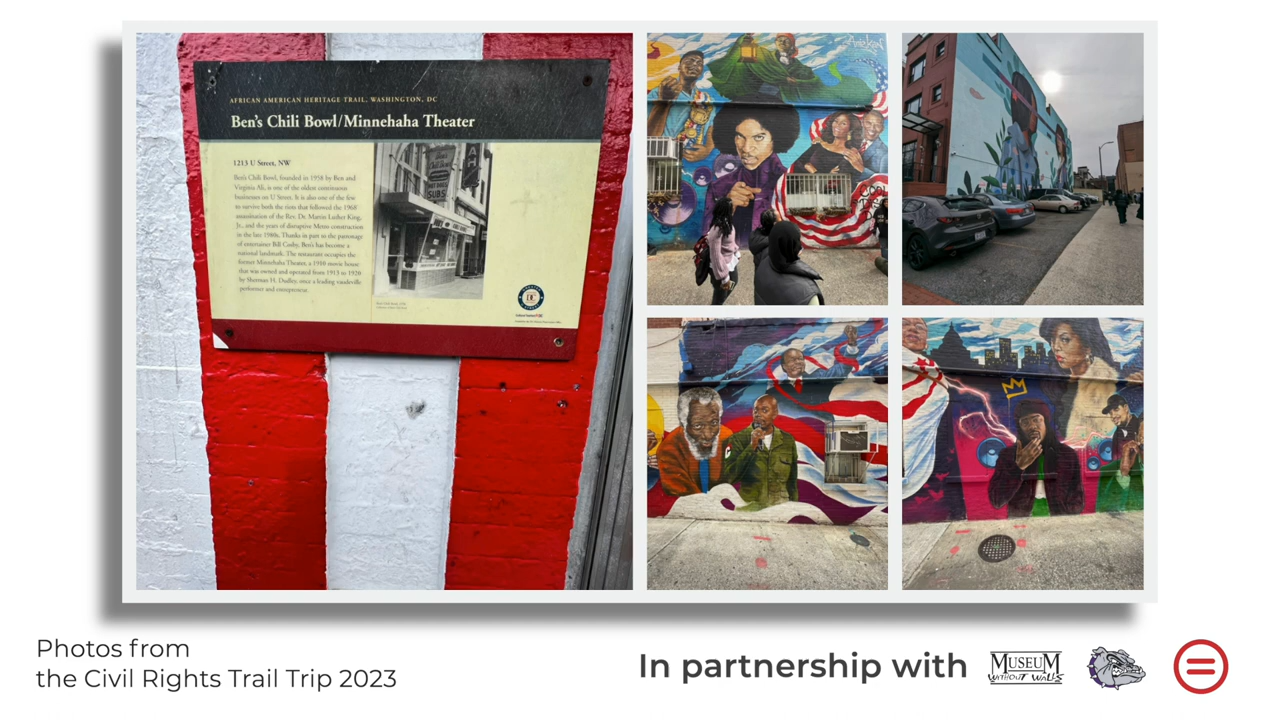 AFRICAN AMERICAN HERITAGE TRAIL, WASHINGTON, DC
Ben's Chili Bowl/Minnehaha Theater
1213 U Street, NW
Ben's Chili Bowl, founded in 1958 by Ben and
Virginia Ali, is one of the oldest continuous
businesses on U Street. It is also one of the few
to survive both the riots that followed the 1968
assassination of the Rev. Dr. Martin Luther King,
Jr., and the years of disruptive Metro construction
in the late 1980s. Thanks in part to the patronage
of entertainer Bill Cosby, Ben's has become a
national landmark. The restaurant occupies the
former Minnehaha Theater, a 1910 movie house
that was owned and operated from 1913 to 1920
by Sherman H. Dudley, once a leading vaudeville
performer and entrepreneur.
SUBS
DC
Photos from
the Civil Rights Trail Trip 2023
In partnership with
MUSEUM
WITHOUT WALLS